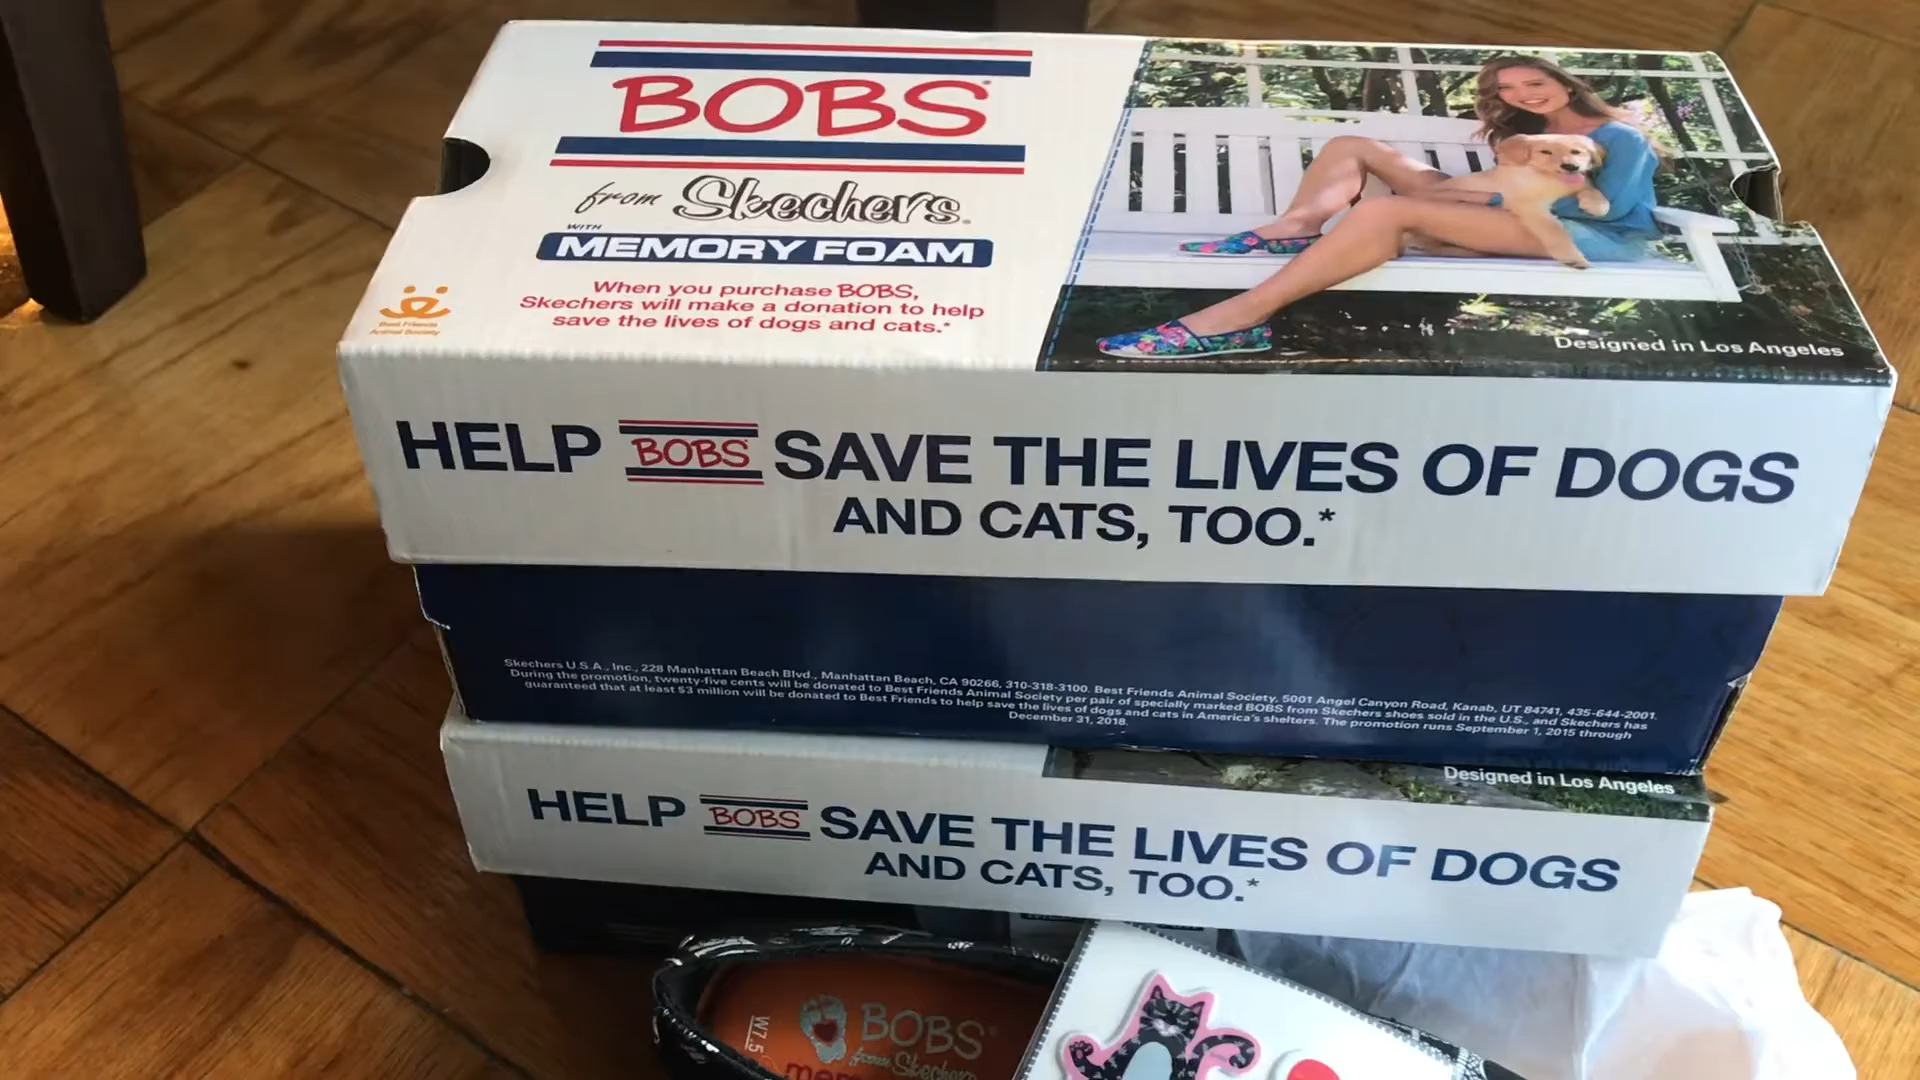 BOBS
from Skechers
WITH
MEMORY FOAM
When you purchase BOBS,
Skechers will make a donation to help
save the lives of dogs and cats.*
Best Friends
Animal Society
Designed in Los Angeles
HELP BOBS SAVE THE LIVES OF DOGS
AND CATS, TOO.*
Skechers U.S.A., Inc., 228 Manhattan Beach Blvd., Manhattan Beach, CA 90266, 310-318-3100. Best Friends Animal Society, 5001 Angel Canyon Road, Kanab, UT 84741, 435-644-2001.
During the promotion, twenty-five cents will be donated to Best Friends Animal Society per pair of specially marked BOBS from Skechers shoes sold in the U.S., and Skechers has
guaranteed that at least $3 million will be donated to Best Friends to help save the lives of dogs and cats in America's shelters. The promotion runs September 1, 2015 through
December 31, 2018.
Designed in Los Angeles
HELP BOBS SAVE THE LIVES OF DOGS
AND CATS, TOO.*
W7.5
BOBS
from Skechers